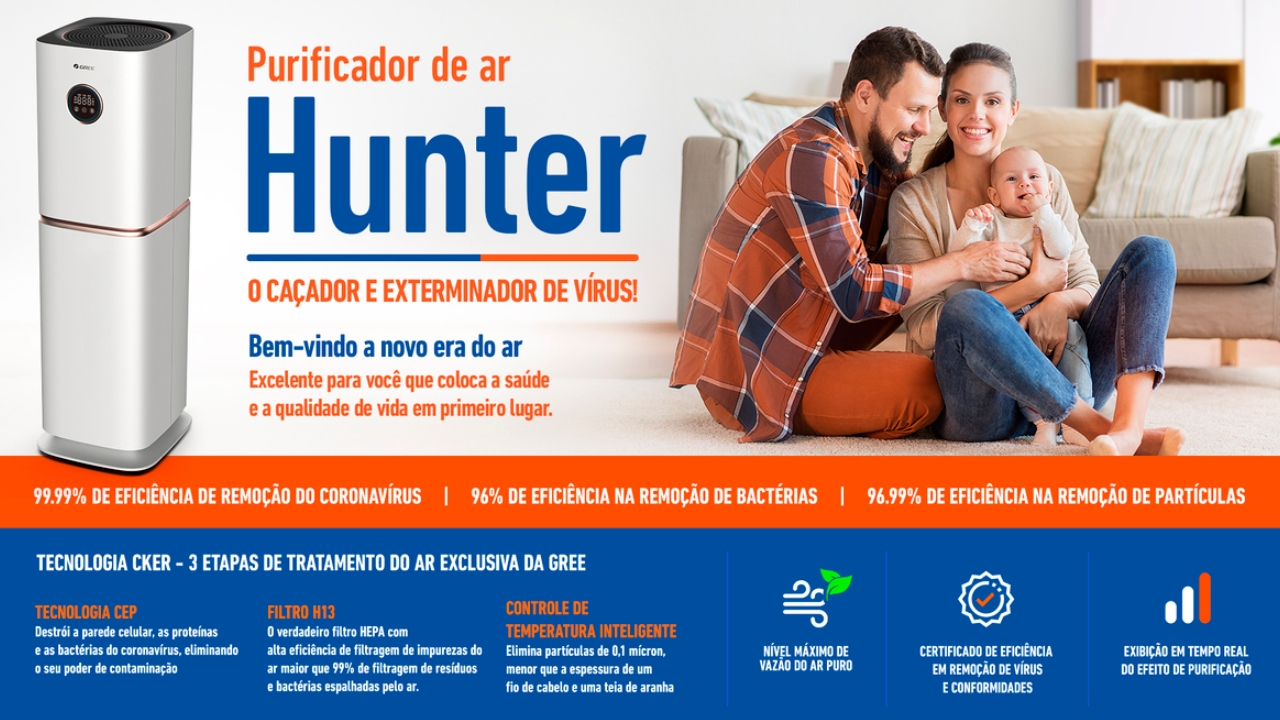 GREE
Purificador de ar
Hunter
O CAÇADOR E EXTERMINADOR DE VÍRUS!
Bem-vindo a novo era do ar
Excelente para você que coloca a saúde
e a qualidade de vida em primeiro lugar.
99.99% DE EFICIÊNCIA DE REMOÇÃO DO CORONAVÍRUS | 96% DE EFICIÊNCIA NA REMOÇÃO DE BACTÉRIAS | 96.99% DE EFICIÊNCIA NA REMOÇÃO DE PARTÍCULAS
TECNOLOGIA CKER - 3 ETAPAS DE TRATAMENTO DO AR EXCLUSIVA DA GREE
TECNOLOGIA CEP
Destrói a parede celular, as proteínas
e as bactérias do coronavírus, eliminando
o seu poder de contaminação
FILTRO H13
O verdadeiro filtro HEPA com
alta eficiência de filtragem de impurezas do
ar maior que 99% de filtragem de resíduos
e bactérias espalhadas pelo ar.
CONTROLE DE
TEMPERATURA INTELIGENTE
Elimina partículas de 0,1 mícron,
menor que a espessura de um
fio de cabelo e uma teia de aranha
NÍVEL MÁXIMO DE
VAZÃO DO AR PURO
CERTIFICADO DE EFICIÊNCIA
EM REMOÇÃO DE VÍRUS
E CONFORMIDADES
EXIBIÇÃO EM TEMPO REAL
DO EFEITO DE PURIFICAÇÃO